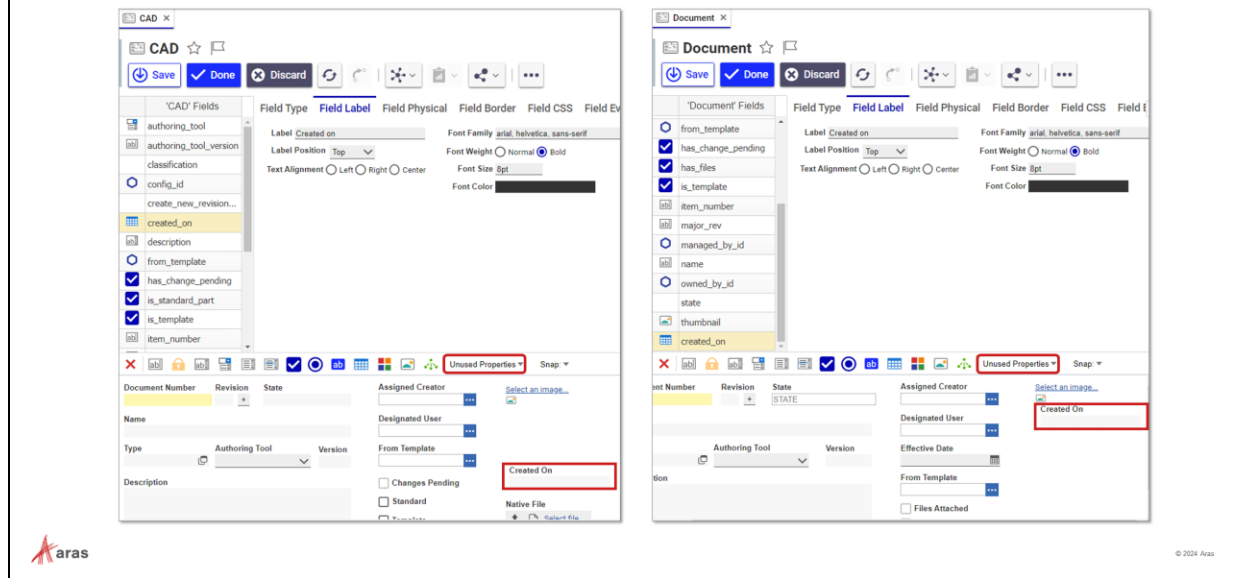 CAD ×
CAD
Save Done Discard
'CAD' Fields
Field Type Field Label Field Physical Field Border Field CSS Field Ev
authoring_tool
authoring_tool_version
classification
config_id
create_new_revision...
created_on
description
from_template
has_change_pending
is_standard_part
is_template
item_number
Label Created on
Label Position Top
Text Alignment Left Right Center
Font Family arial, helvetica, sans-serif
Font Weight Normal Bold
Font Size 8pt
Font Color
Unused Properties Snap:
Document Number Revision State Assigned Creator Select an image...
Name Designated User
Type Authoring Tool Version From Template
Created On
Description Changes Pending
Standard Native File
Template Select file
Document ×
Document
Save Done Discard
'Document' Fields
Field Type Field Label Field Physical Field Border Field CSS Field E
from_template
has_change_pending
has_files
is_template
item_number
major_rev
managed_by_id
name
owned_by_id
state
thumbnail
created_on
Label Created on
Label Position Top
Text Alignment Left Right Center
Font Family arial, helvetica, sans-serif
Font Weight Normal Bold
Font Size 8pt
Font Color
Unused Properties Snap:
ent Number Revision State Assigned Creator Select an image...
STATE
Created On
Designated User
Authoring Tool Version Effective Date
tion From Template
Files Attached
aras
© 2024 Aras